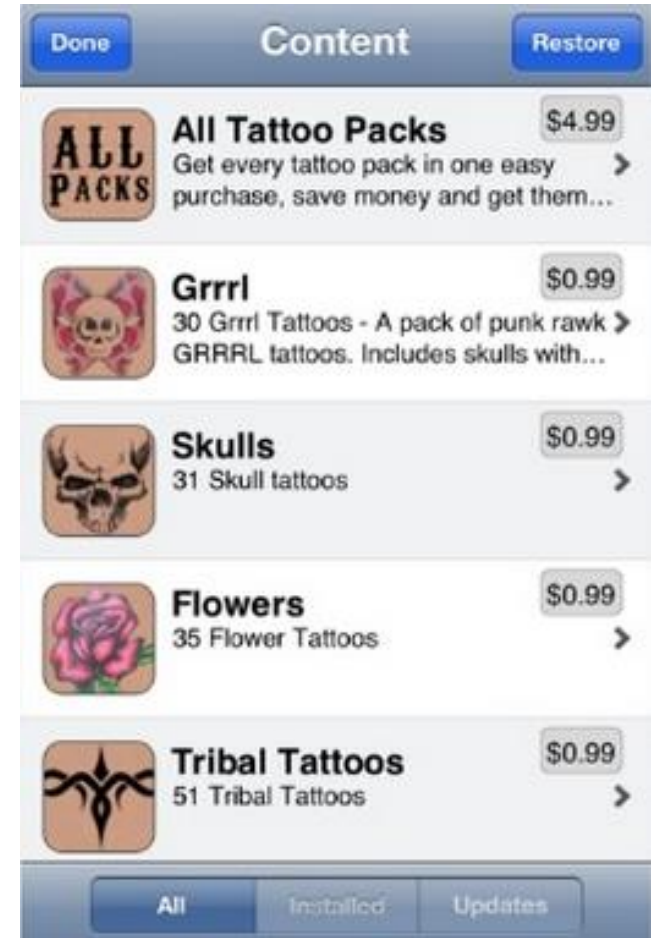 Done
Content
Restore
ALL
PACKS
All Tattoo Packs
$4.99
Get every tattoo pack in one easy
purchase, save money and get them...
Grrrl
$0.99
30 Grrrl Tattoos - A pack of punk rawk
GRRRL tattoos. Includes skulls with...
Skulls
$0.99
31 Skull tattoos
Flowers
$0.99
35 Flower Tattoos
Tribal Tattoos
$0.99
51 Tribal Tattoos
All
Installed
Updates